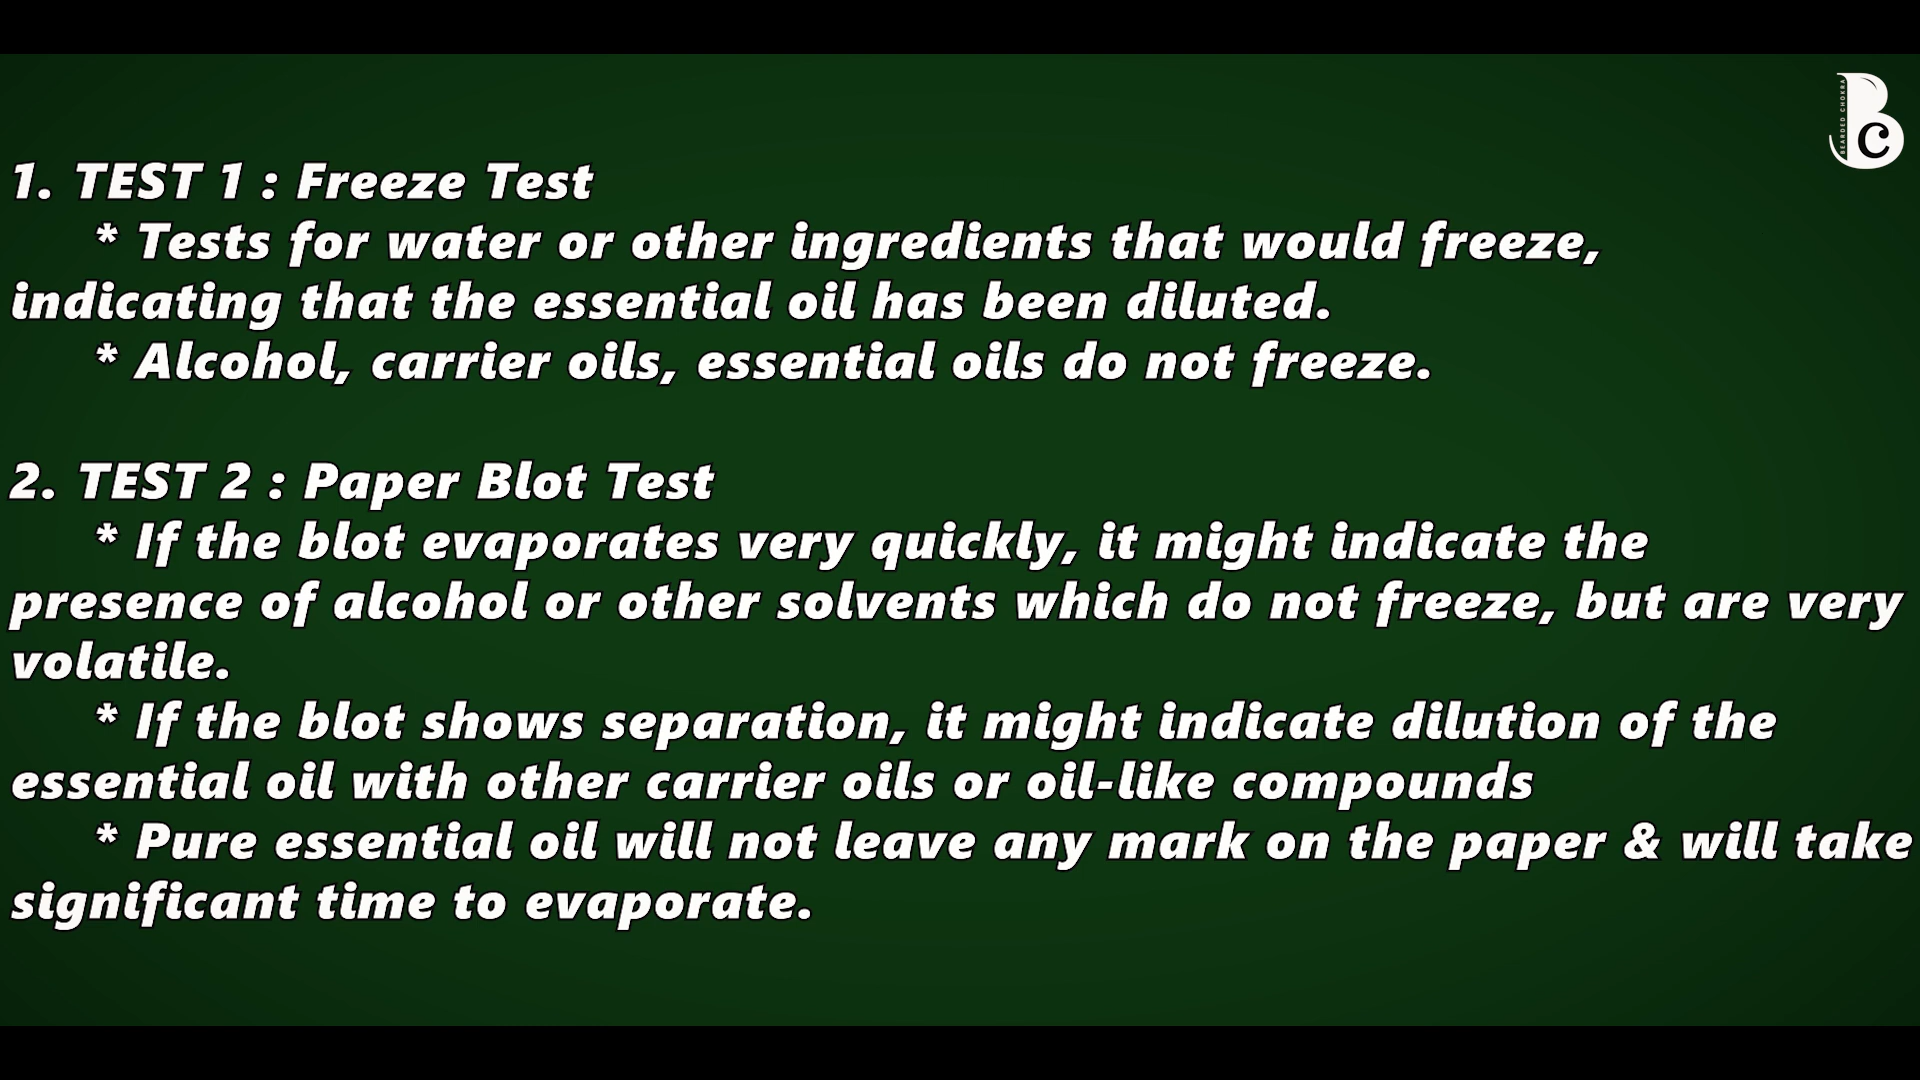 BEARDED CHOKRA
BC
1. TEST 1 : Freeze Test
* Tests for water or other ingredients that would freeze,
indicating that the essential oil has been diluted.
* Alcohol, carrier oils, essential oils do not freeze.
2. TEST 2 : Paper Blot Test
* If the blot evaporates very quickly, it might indicate the
presence of alcohol or other solvents which do not freeze, but are very
volatile.
* If the blot shows separation, it might indicate dilution of the
essential oil with other carrier oils or oil-like compounds
* Pure essential oil will not leave any mark on the paper & will take
significant time to evaporate.